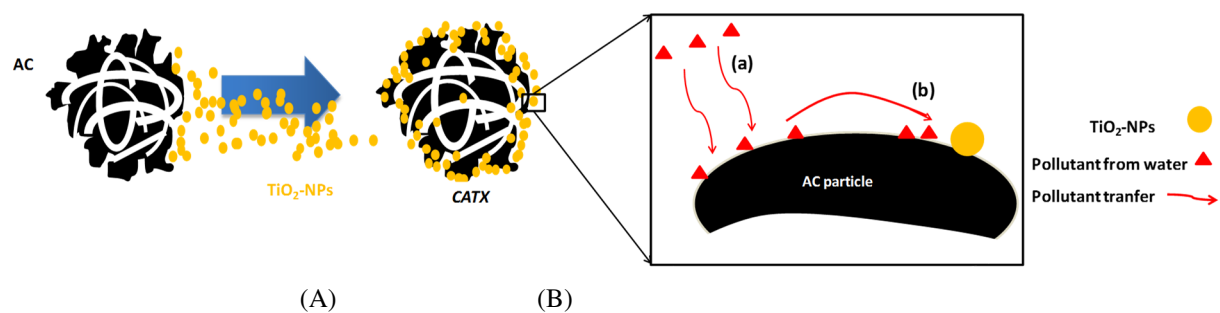 AC
TiO₂-NPs
CATX
(A)
(B)
(a)
(b)
AC particle
TiO₂-NPs
Pollutant from water
Pollutant tranfer